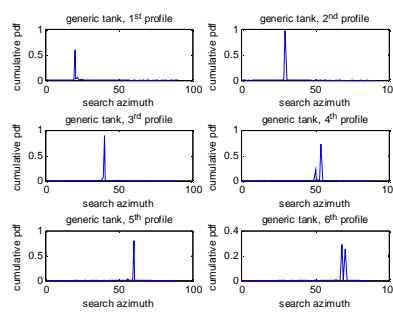 generic tank, 1st profile
generic tank, 2nd profile
cumulative pdf
1
0.5
0
0
50
100
search azimuth
cumulative pdf
1
0.5
0
0
50
10
search azimuth
generic tank, 3rd profile
generic tank, 4th profile
cumulative pdf
1
0.5
0
0
50
100
search azimuth
cumulative pdf
1
0.5
0
0
50
10
search azimuth
generic tank, 5th profile
generic tank, 6th profile
cumulative pdf
1
0.5
0
0
50
100
search azimuth
cumulative pdf
0.4
0.2
0
0
50
10
search azimuth